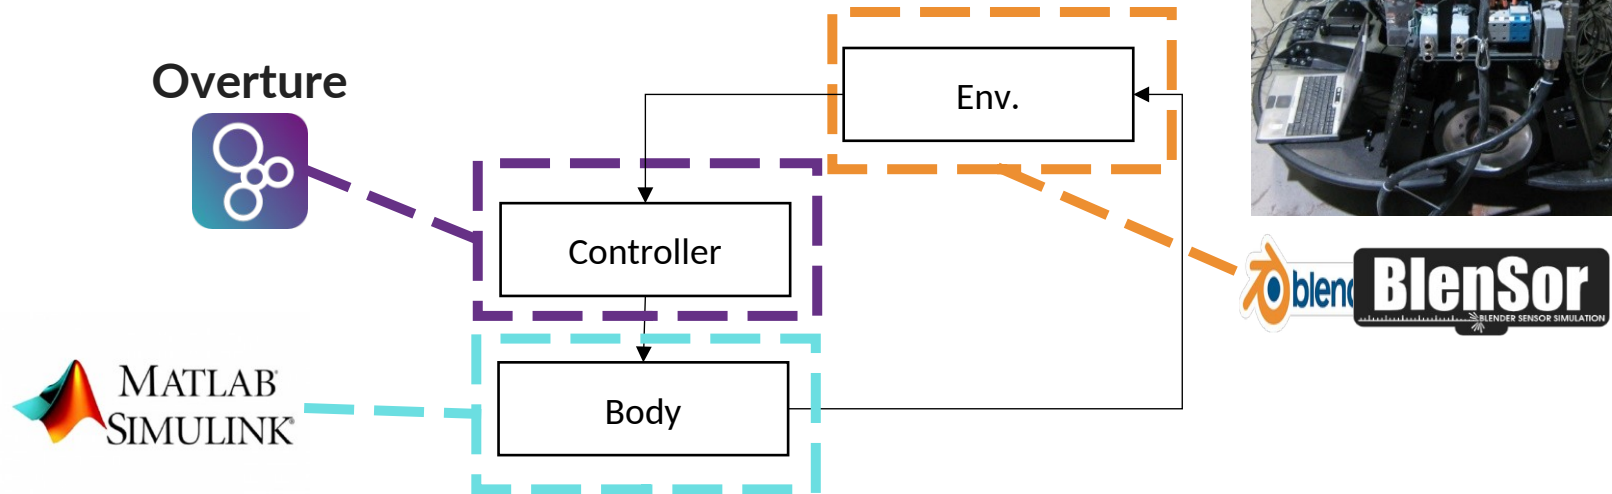 Overture
Env.
Controller
Body
MATLAB
SIMULINK
blend
BlenSor
BLENDER SENSOR SIMULATION